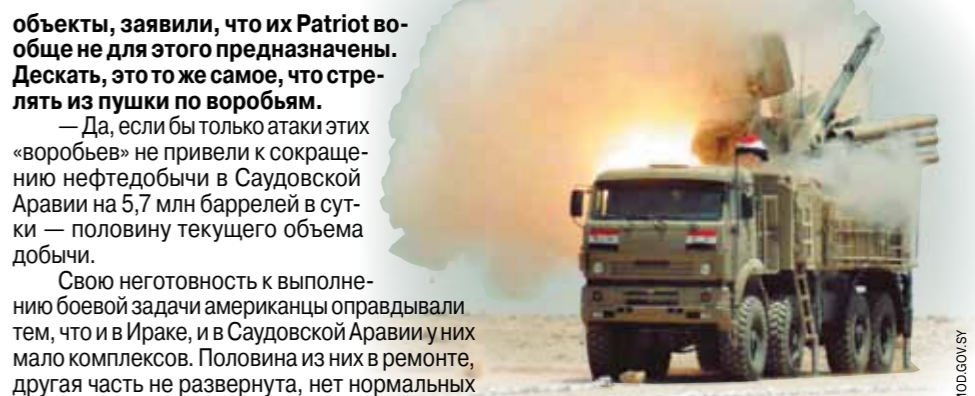 объекты, заявили, что их Patriot во-
обще не для этого предназначены.
Дескать, это то же самое, что стре-
лять из пушки по воробьям.
— Да, если бы только атаки этих
«воробьев» не привели к сокраще-
нию нефтедобычи в Саудовской
Аравии на 5,7 млн баррелей в сут-
ки — половину текущего объема
добычи.
Свою неготовность к выполне-
нию боевой задачи американцы оправдывали
тем, что и в Ираке, и в Саудовской Аравии у них
мало комплексов. Половина из них в ремонте,
другая часть не развернута, нет нормальных
MOD.GOV.SY